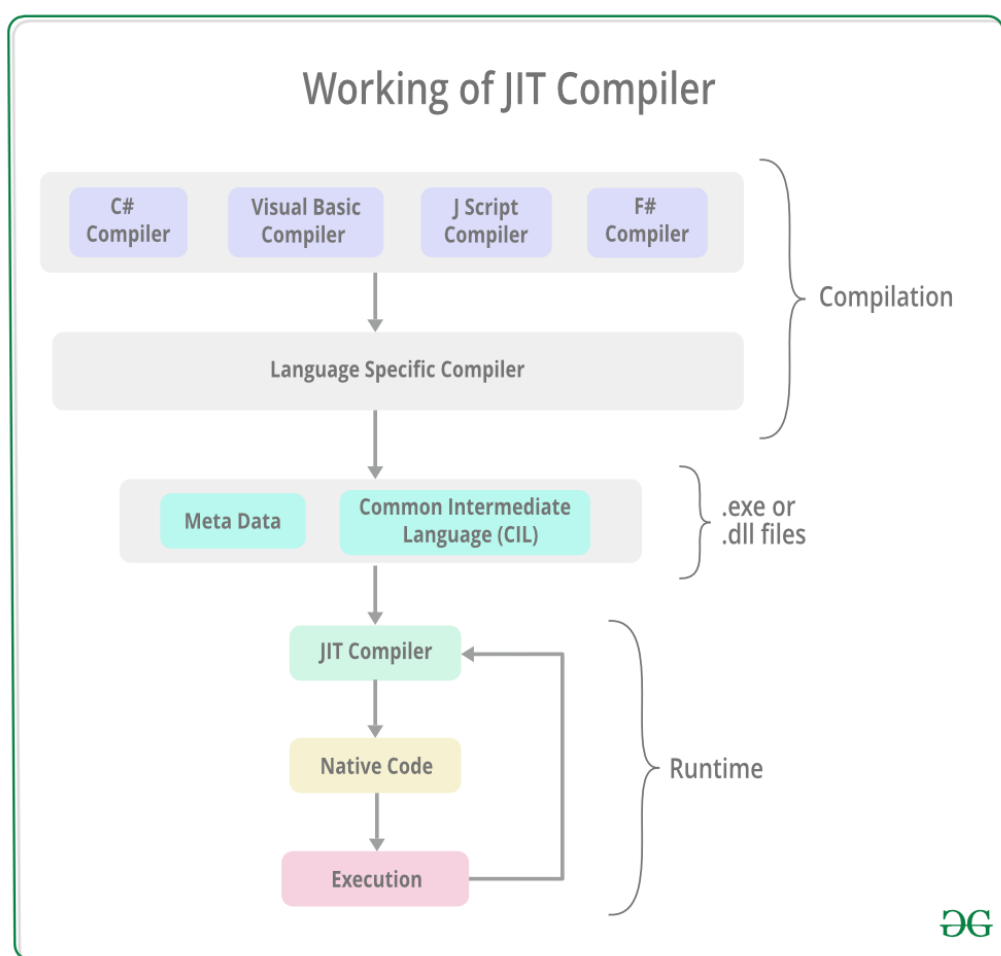 Working of JIT Compiler
C#
Compiler
Visual Basic
Compiler
J Script
Compiler
F#
Compiler
Compilation
Language Specific Compiler
Meta Data
Common Intermediate
Language (CIL)
.exe or
.dll files
JIT Compiler
Native Code
Runtime
Execution